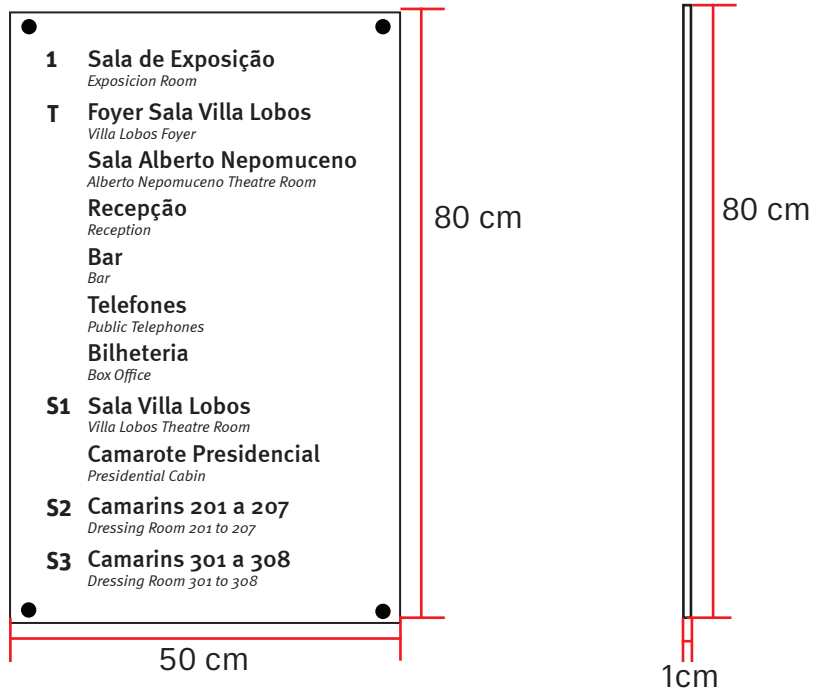 1 Sala de Exposição
Exposicion Room
T Foyer Sala Villa Lobos
Villa Lobos Foyer
Sala Alberto Nepomuceno
Alberto Nepomuceno Theatre Room
Recepção
Reception
Bar
Bar
Telefones
Public Telephones
Bilheteria
Box Office
S1 Sala Villa Lobos
Villa Lobos Theatre Room
Camarote Presidencial
Presidential Cabin
S2 Camarins 201 a 207
Dressing Room 201 to 207
S3 Camarins 301 a 308
Dressing Room 301 to 308
50 cm
80 cm
80 cm
1cm